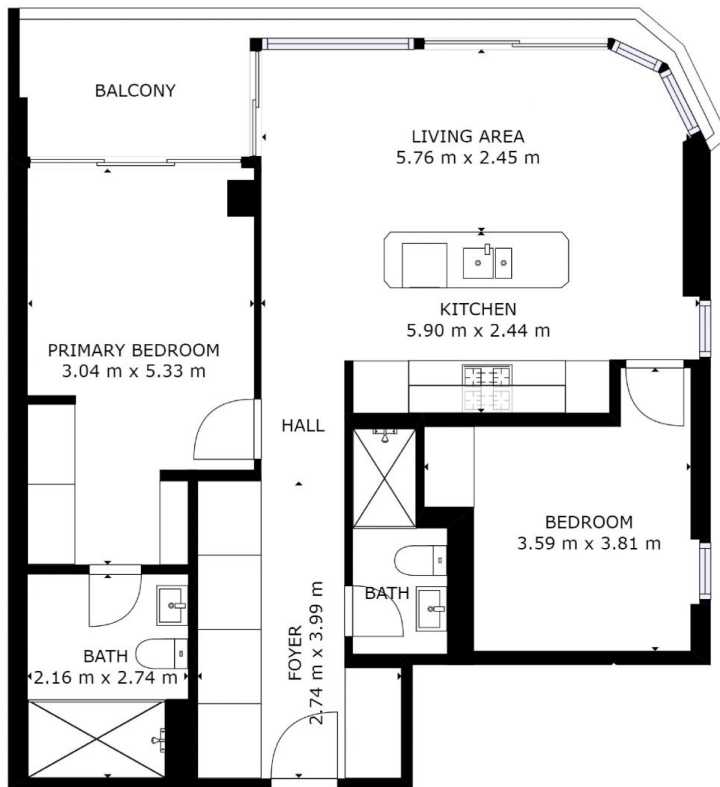 BALCONY
LIVING AREA
5.76 m x 2.45 m
KITCHEN
5.90 m x 2.44 m
PRIMARY BEDROOM
3.04 m x 5.33 m
HALL
BEDROOM
3.59 m x 3.81 m
BATH
FOYER
2.74 m x 3.99 m
BATH
2.16 m x 2.74 m